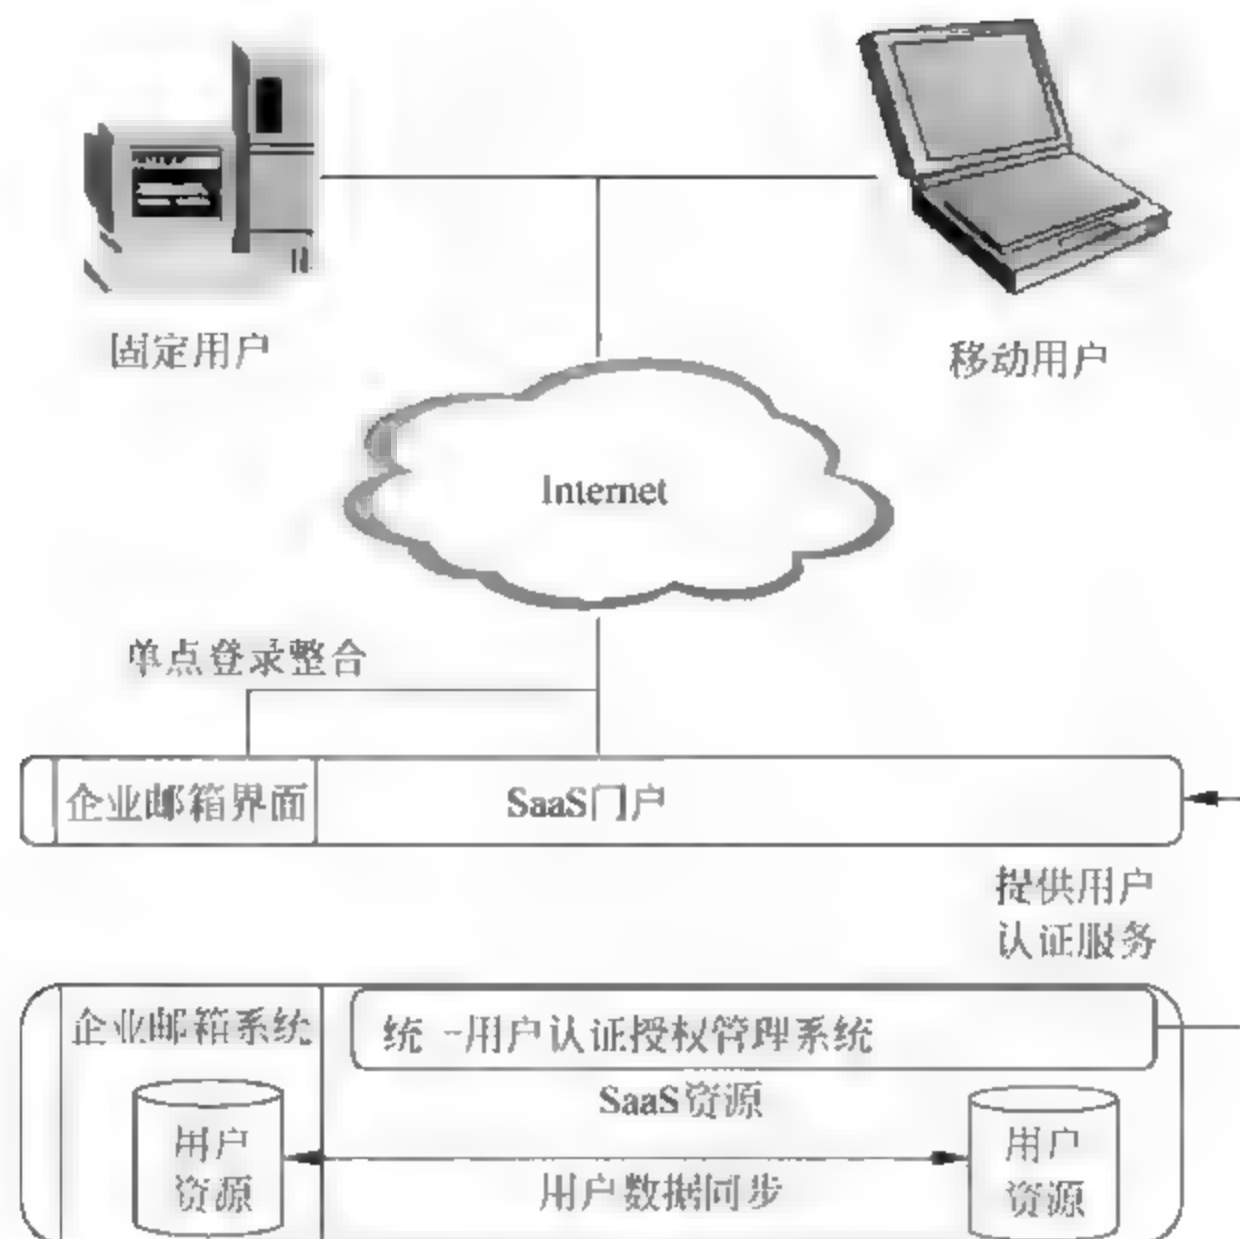 固定用户
移动用户
Internet
单点登录整合
企业邮箱界面
SaaS门户
提供用户
认证服务
企业邮箱系统
统一用户认证授权管理系统
SaaS资源
用户
资源
用户数据同步
用户
资源